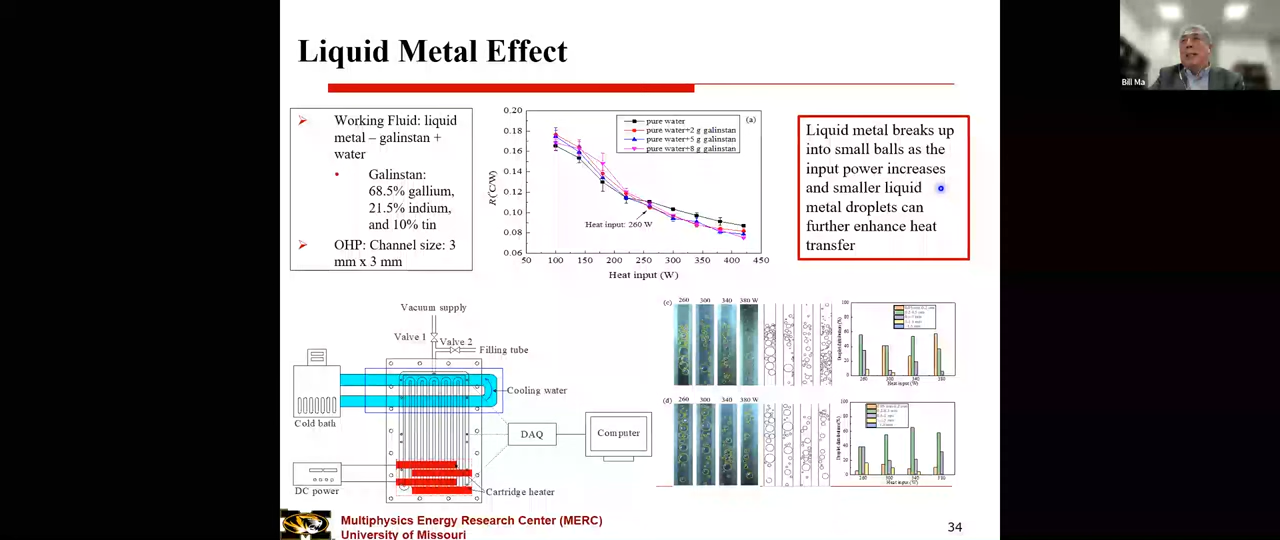 Liquid Metal Effect
Bill Ma
Working Fluid: liquid
metal – galinstan +
water
Galinstan:
68.5% gallium,
21.5% indium,
and 10% tin
OHP: Channel size: 3
mm x 3 mm
0.20
0.18
0.16
0.14
0.12
0.10
0.08
0.06
R(°C/W)
pure water
pure water+2 g galinstan
pure water+5 g galinstan
pure water+8 g galinstan
(a)
Heat input: 260 W
50 100 150 200 250 300 350 400 450
Heat input (W)
Liquid metal breaks up
into small balls as the
input power increases
and smaller liquid
metal droplets can
further enhance heat
transfer
Vacuum supply
Valve 1
Valve 2
Filling tube
Cooling water
Cold bath
DAQ
Computer
DC power
Cartridge heater
(c) 260 300 340 380 W
Heat input (W)
(d) 260 300 340 380 W
Heat input (W)
Multiphysics Energy Research Center (MERC)
University of Missouri
34